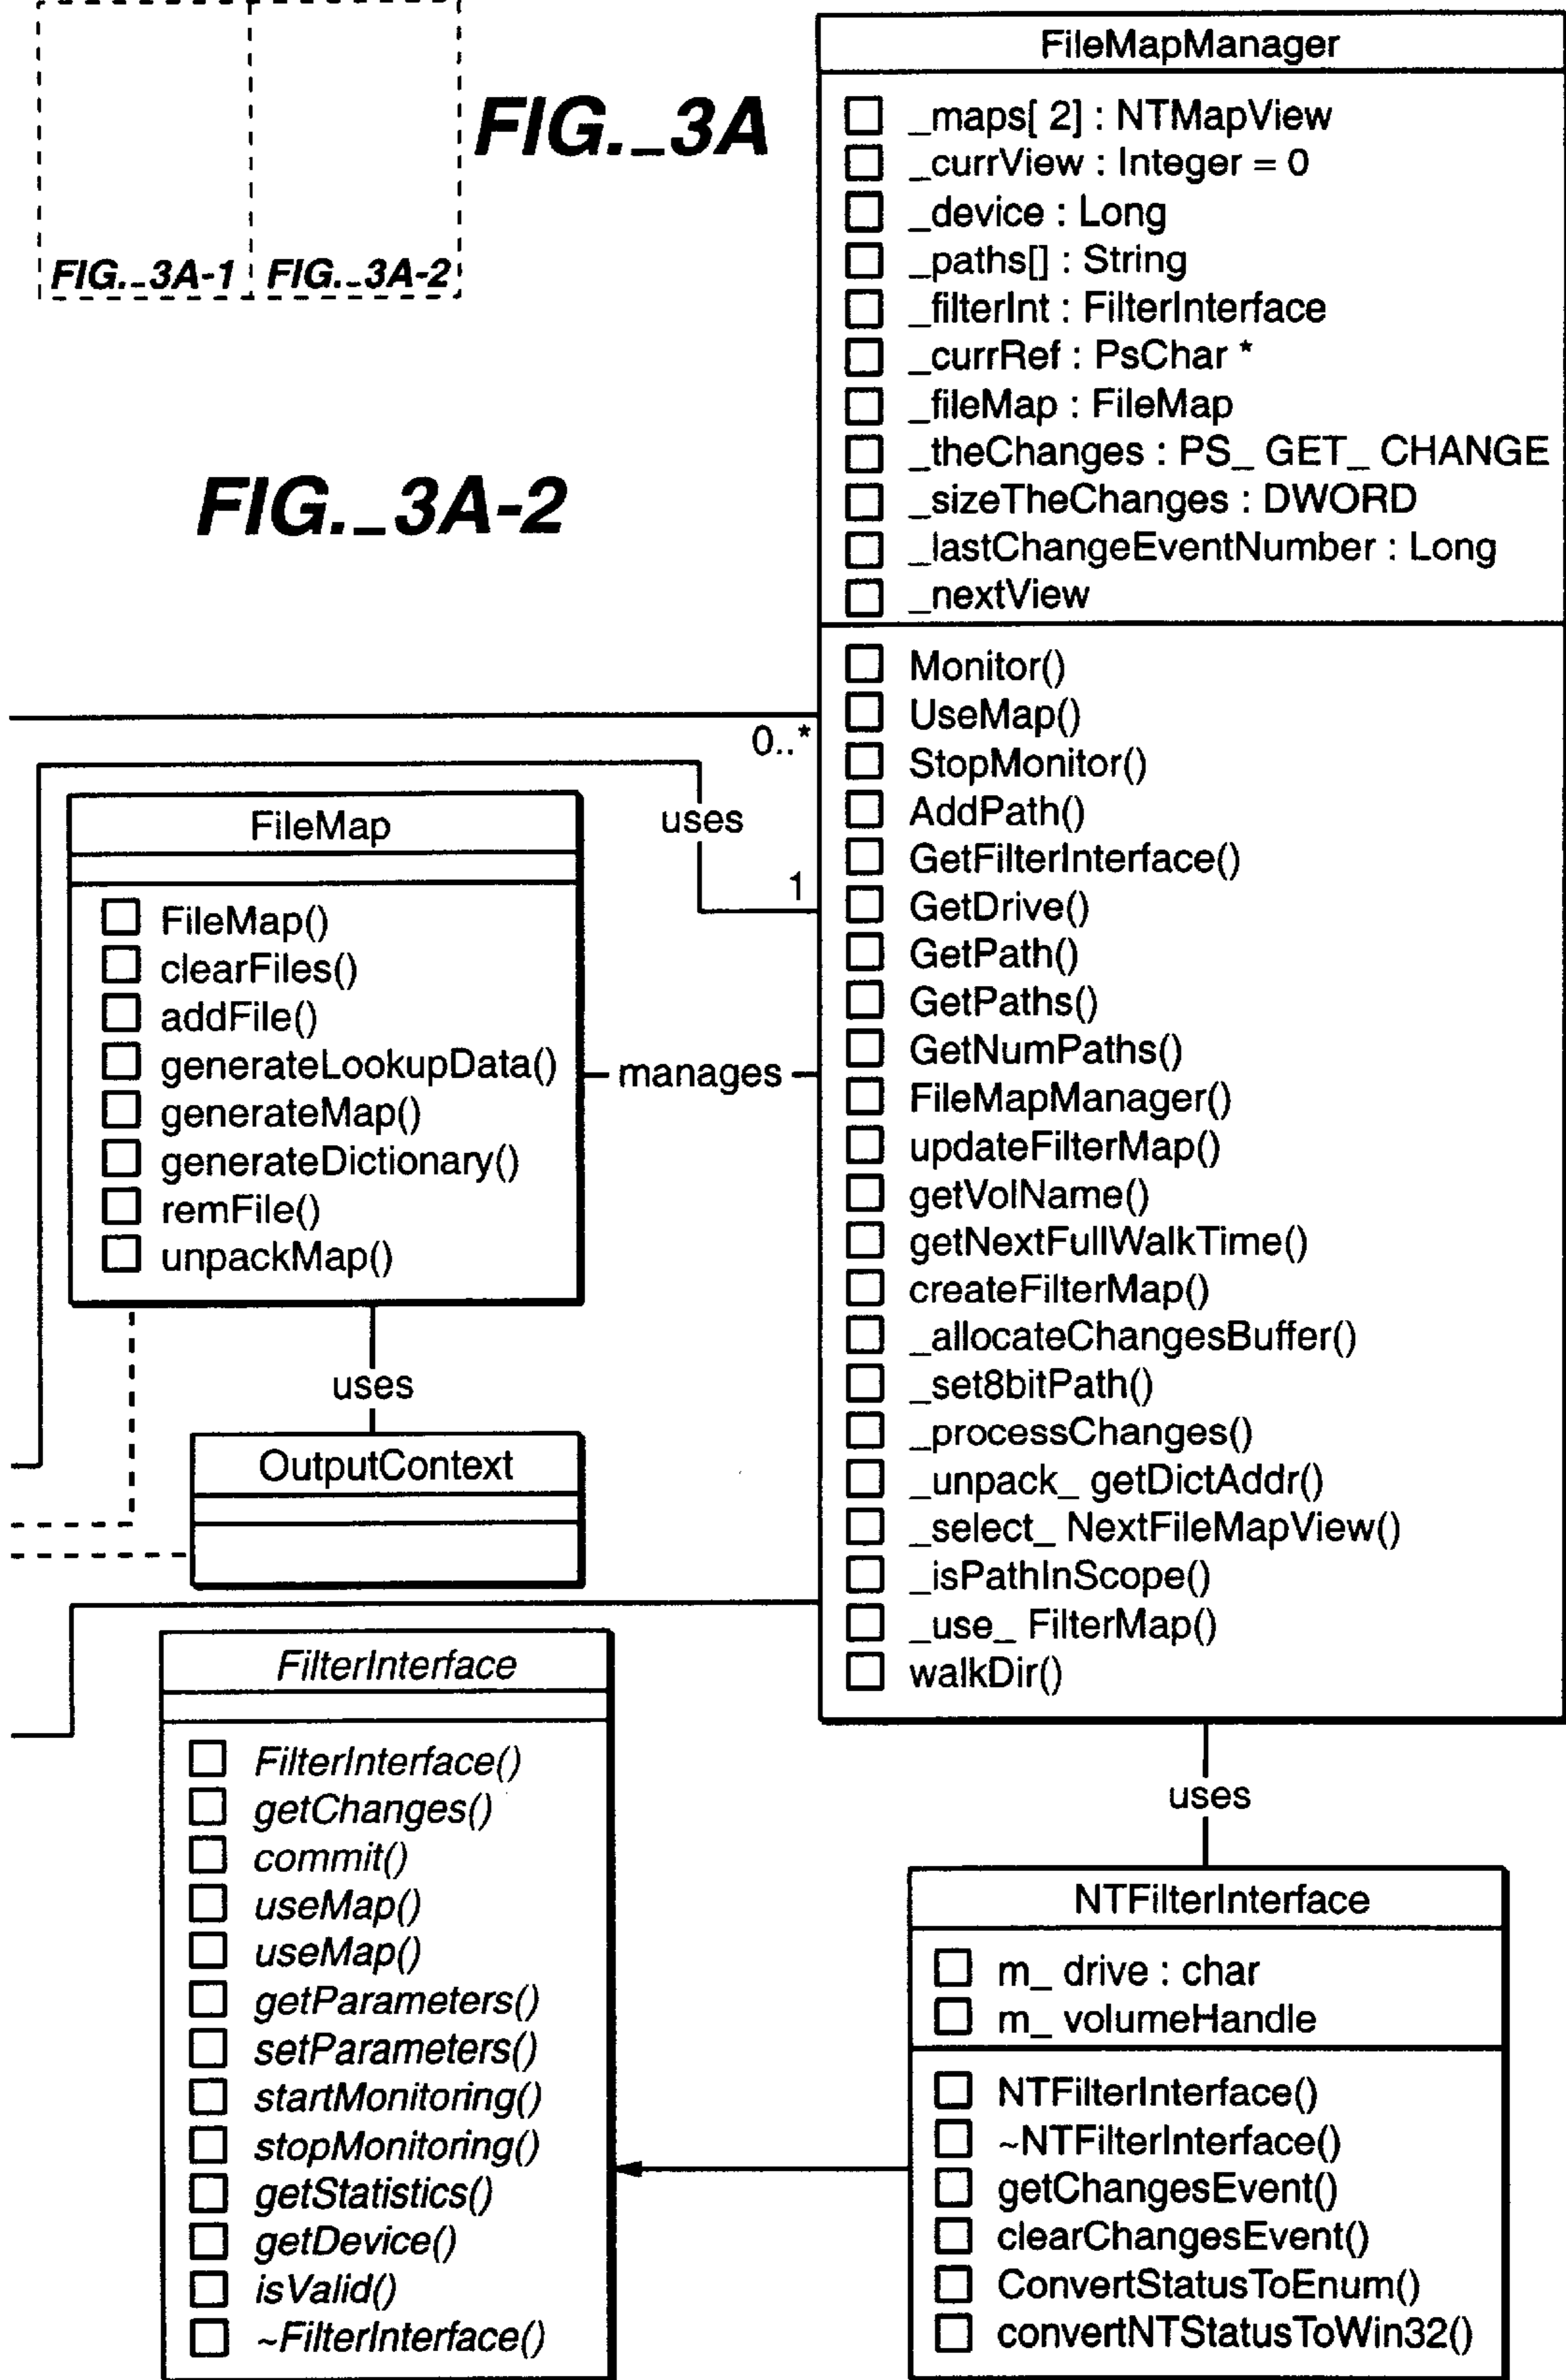 FIG._3A
FIG._3A-1
FIG._3A-2
FIG._3A-2
FileMapManager
_maps[ 2] : NTMapView
_currView : Integer = 0
_device : Long
_paths[] : String
_filterInt : FilterInterface
_currRef : PsChar *
_fileMap : FileMap
_theChanges : PS_ GET_ CHANGE
_sizeTheChanges : DWORD
_lastChangeEventNumber : Long
_nextView
Monitor()
UseMap()
StopMonitor()
AddPath()
GetFilterInterface()
GetDrive()
GetPath()
GetPaths()
GetNumPaths()
FileMapManager()
updateFilterMap()
getVolName()
getNextFullWalkTime()
createFilterMap()
_allocateChangesBuffer()
_set8bitPath()
_processChanges()
_unpack_ getDictAddr()
_select_ NextFileMapView()
_isPathInScope()
_use_ FilterMap()
walkDir()
0..*
uses
1
FileMap
FileMap()
clearFiles()
addFile()
generateLookupData()
generateMap()
generateDictionary()
remFile()
unpackMap()
manages
uses
OutputContext
FilterInterface
FilterInterface()
getChanges()
commit()
useMap()
useMap()
getParameters()
setParameters()
startMonitoring()
stopMonitoring()
getStatistics()
getDevice()
isValid()
~FilterInterface()
uses
NTFilterInterface
m_ drive : char
m_ volumeHandle
NTFilterInterface()
~NTFilterInterface()
getChangesEvent()
clearChangesEvent()
ConvertStatusToEnum()
convertNTStatusToWin32()